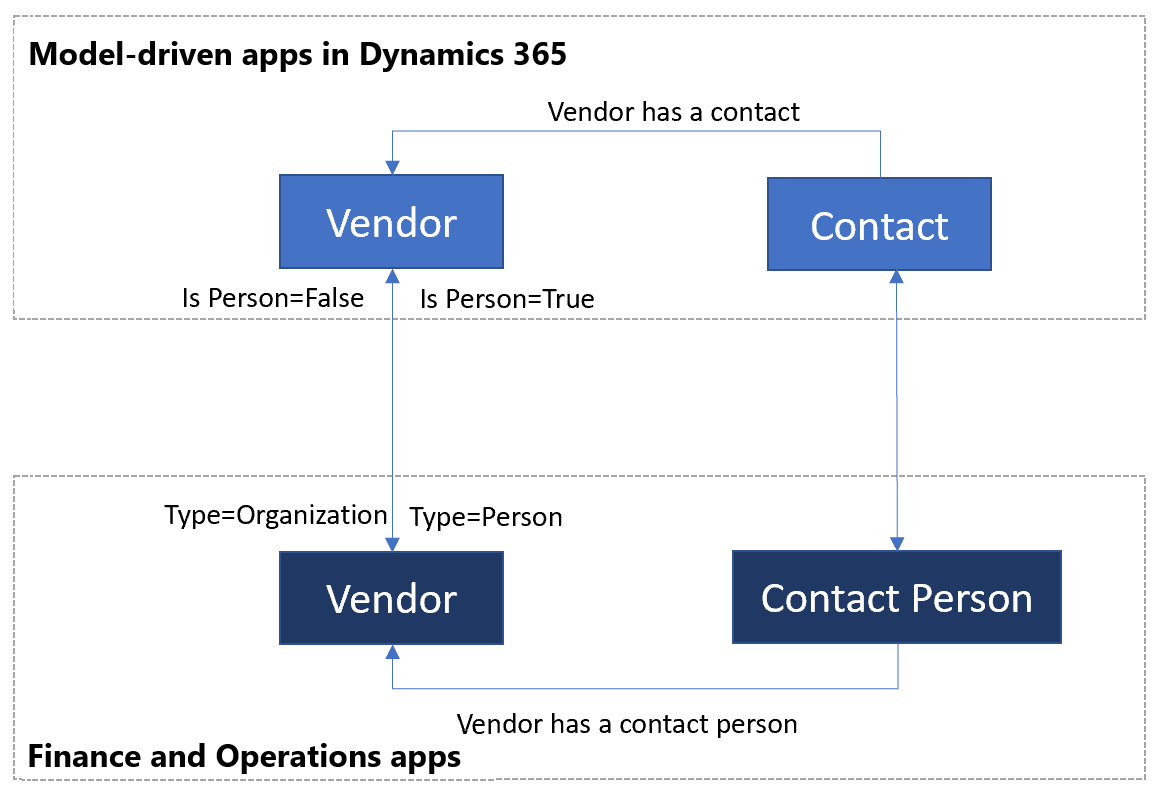 Model-driven apps in Dynamics 365
Vendor has a contact
Vendor
Contact
Is Person=False
Is Person=True
Type=Organization
Type=Person
Vendor
Contact Person
Vendor has a contact person
Finance and Operations apps